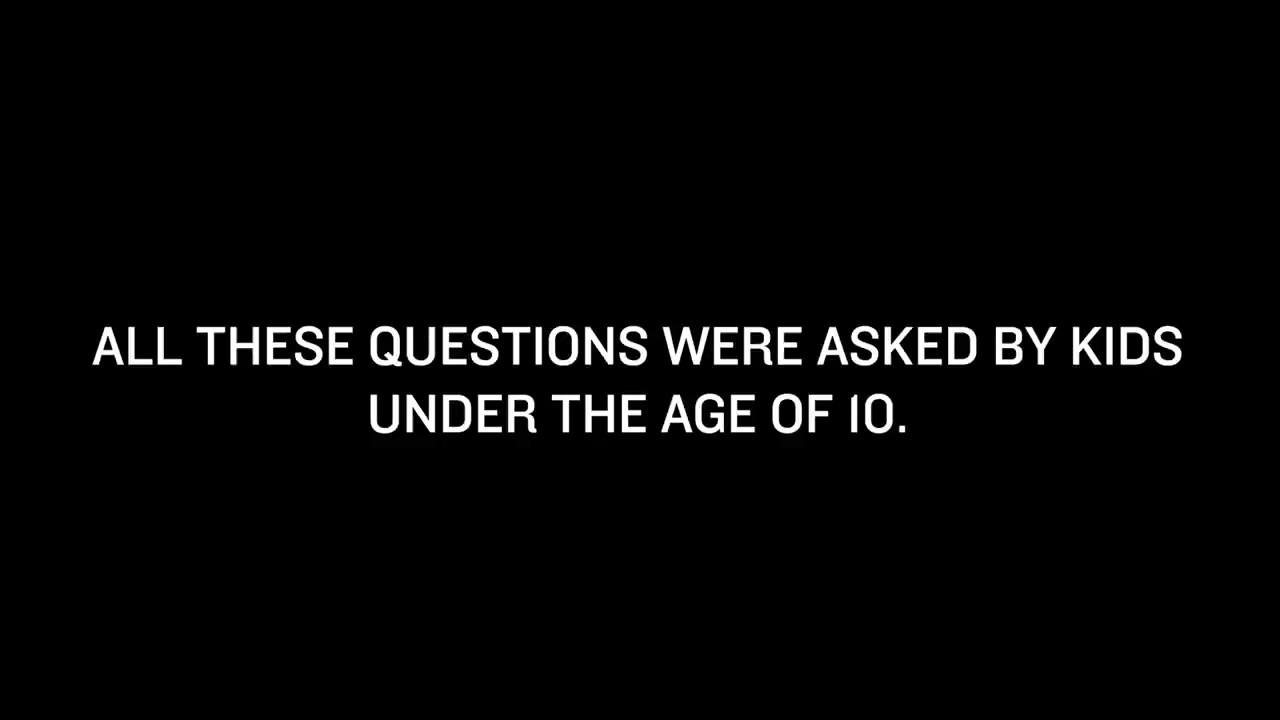 ALL THESE QUESTIONS WERE ASKED BY KIDS
UNDER THE AGE OF 10.